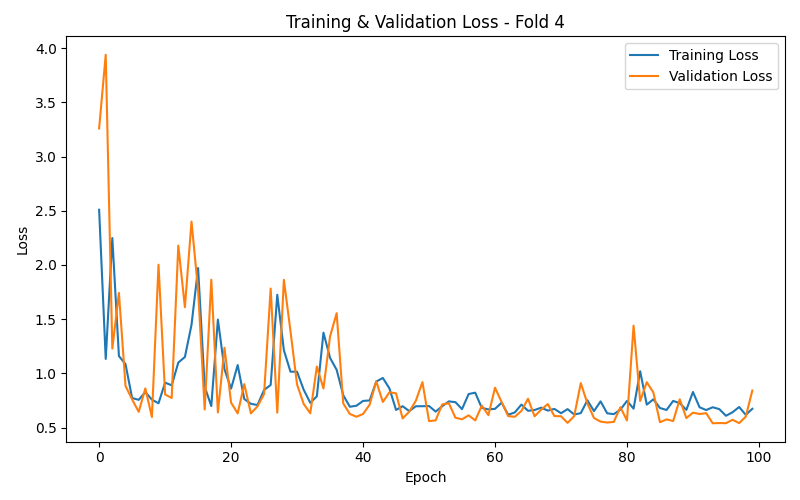 Training & Validation Loss - Fold 4
Training Loss
Validation Loss
Loss
4.0
3.5
3.0
2.5
2.0
1.5
1.0
0.5
0 20 40 60 80 100
Epoch